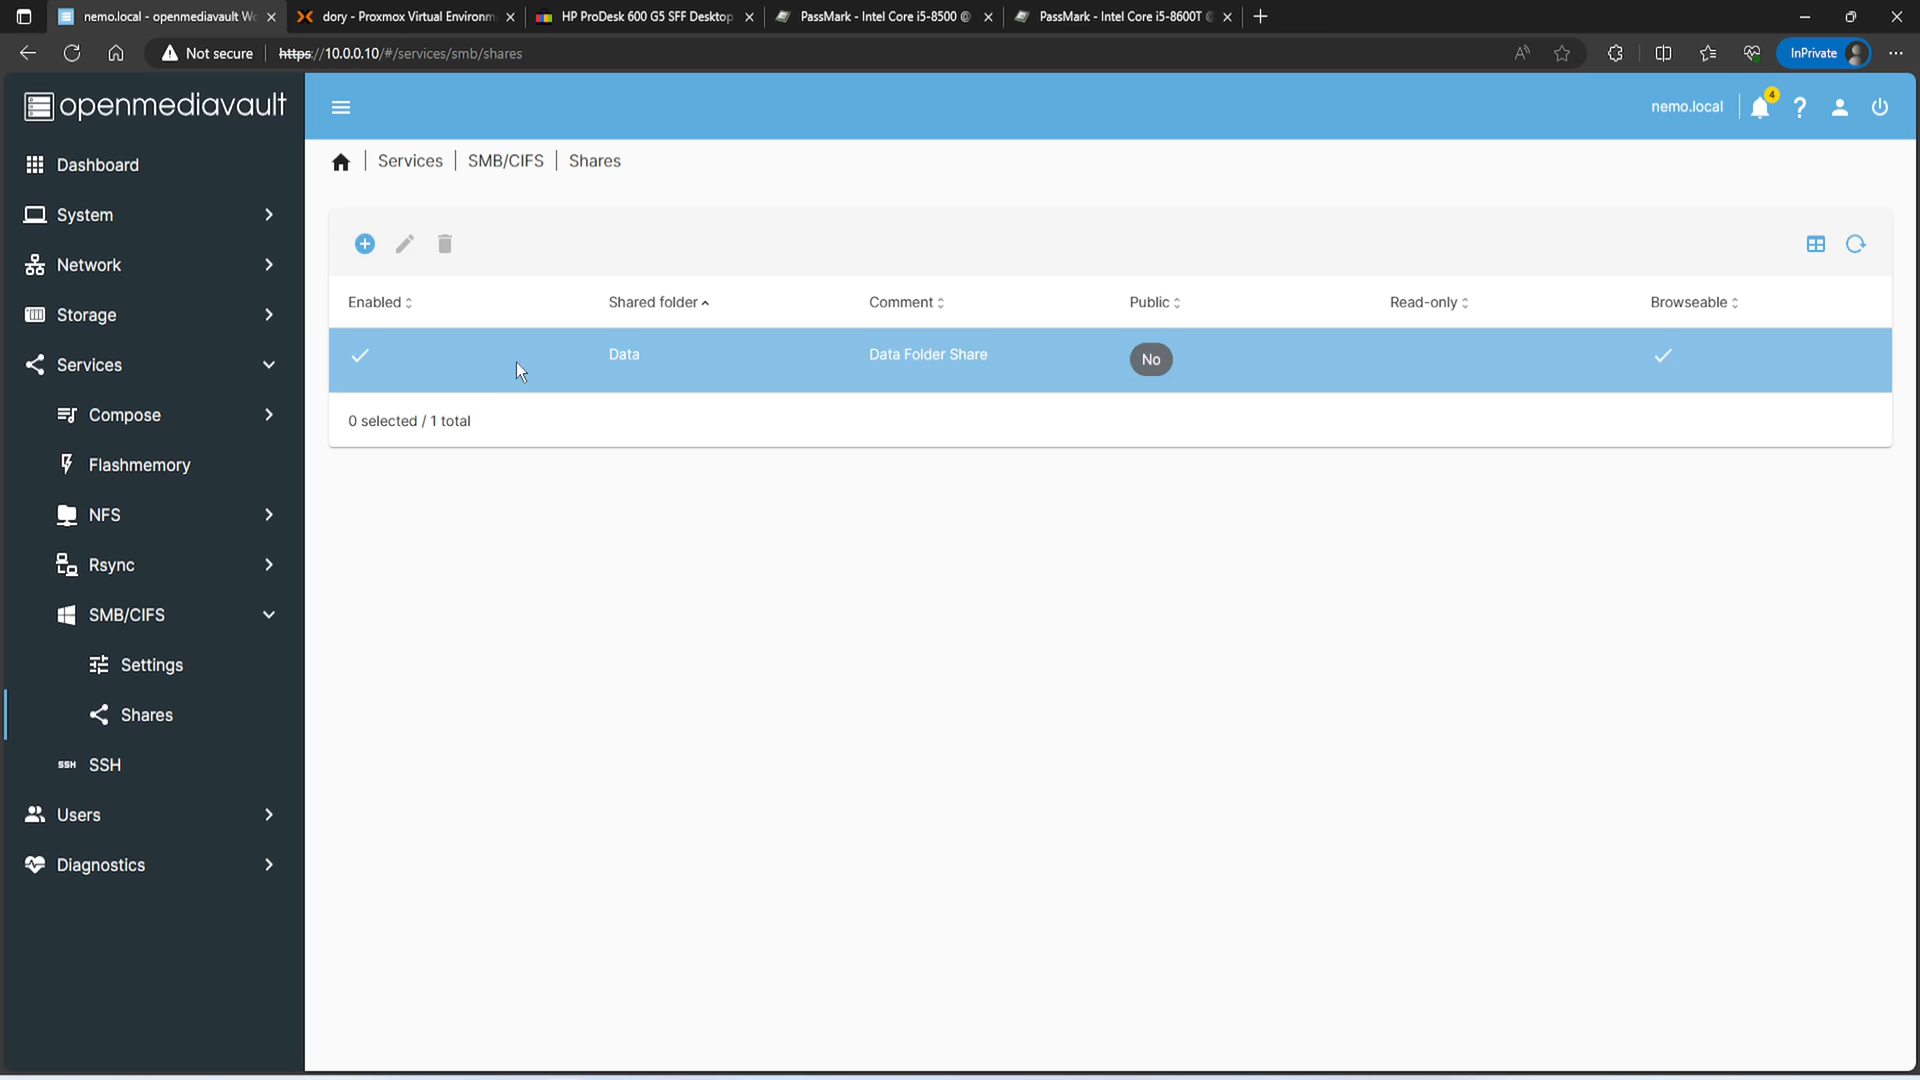 nemo.local - openmediavault Wo
dory - Proxmox Virtual Environm
HP ProDesk 600 G5 SFF Desktop
PassMark - Intel Core i5-8500 @
PassMark - Intel Core i5-8600T @
Not secure
https://10.0.0.10/#/services/smb/shares
InPrivate
openmediavault
nemo.local
4
Services
SMB/CIFS
Shares
Dashboard
System
Network
Storage
Services
Compose
Flashmemory
NFS
Rsync
SMB/CIFS
Settings
Shares
SSH SSH
Users
Diagnostics
Enabled
Shared folder
Comment
Public
Read-only
Browseable
Data
Data Folder Share
No
0 selected / 1 total